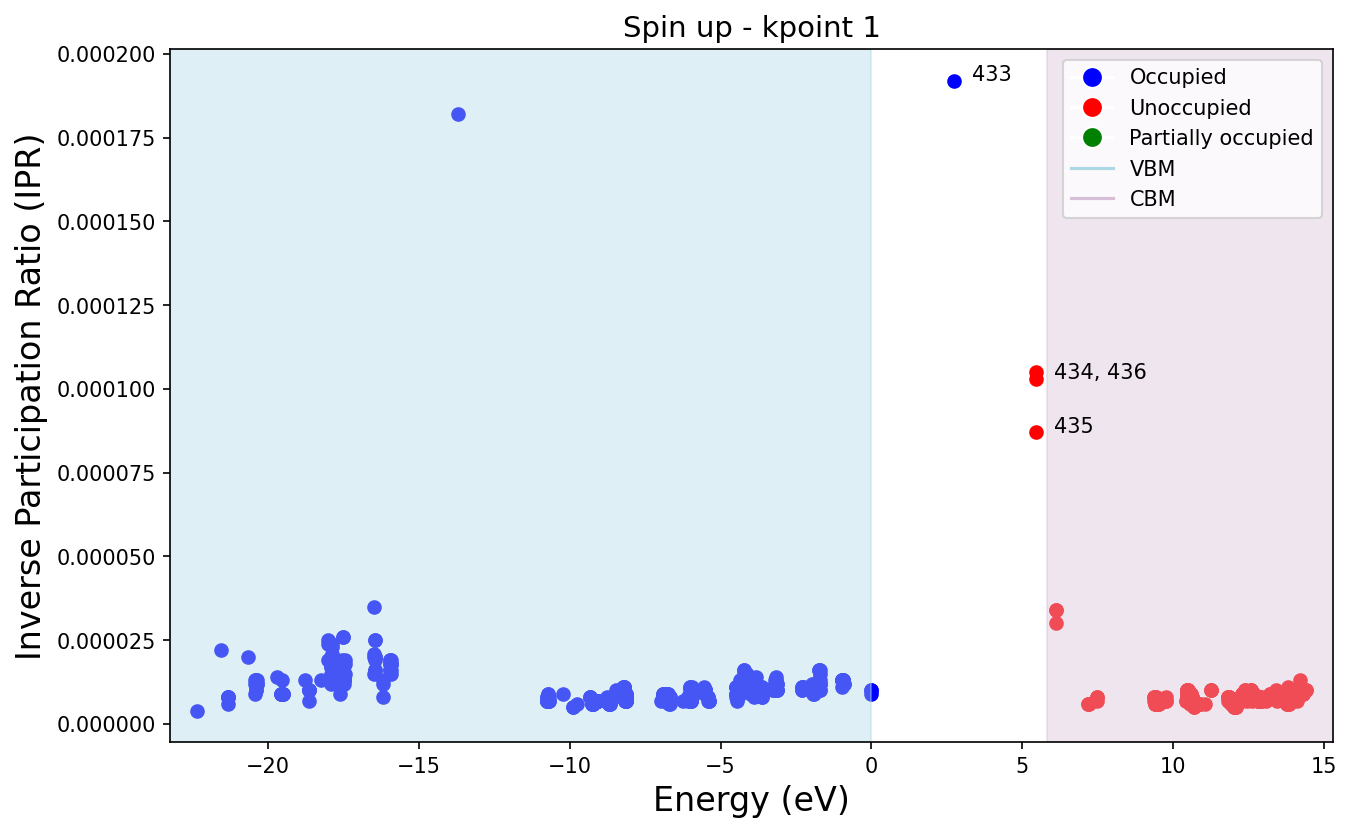 Spin up - kpoint 1
Inverse Participation Ratio (IPR)
0.000200
0.000175
0.000150
0.000125
0.000100
0.000075
0.000050
0.000025
0.000000
433
434, 436
435
Occupied
Unoccupied
Partially occupied
VBM
CBM
−20 −15 −10 −5 0 5 10 15
Energy (eV)